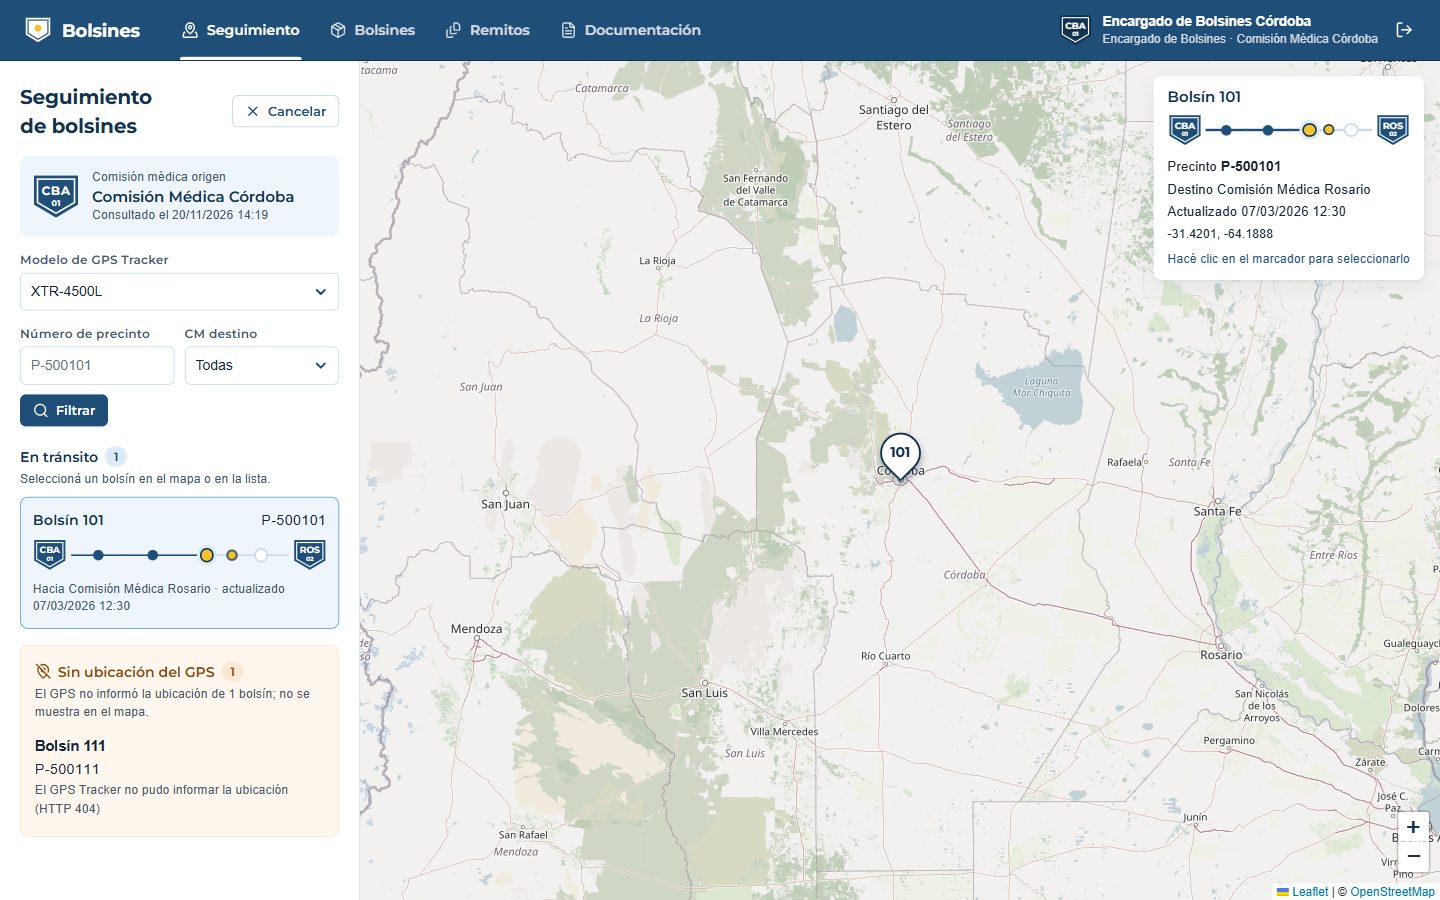 Bolsines
Seguimiento
Bolsines
Remitos
Documentación
CBA
01
Encargado de Bolsines Córdoba
Encargado de Bolsines · Comisión Médica Córdoba
Seguimiento
de bolsines
Cancelar
CBA
01
Comisión médica origen
Comisión Médica Córdoba
Consultado el 20/11/2026 14:19
Modelo de GPS Tracker
XTR-4500L
Número de precinto
CM destino
P-500101
Todas
Filtrar
En tránsito 1
Seleccioná un bolsín en el mapa o en la lista.
Bolsín 101
P-500101
CBA
01
ROS
02
Hacia Comisión Médica Rosario · actualizado
07/03/2026 12:30
Sin ubicación del GPS 1
El GPS no informó la ubicación de 1 bolsín; no se
muestra en el mapa.
Bolsín 111
P-500111
El GPS Tracker no pudo informar la ubicación
(HTTP 404)
Bolsín 101
CBA
01
ROS
02
Precinto P-500101
Destino Comisión Médica Rosario
Actualizado 07/03/2026 12:30
-31.4201, -64.1888
Hacé clic en el marcador para seleccionarlo
Catamarca
Santiago del
Estero
Santiago
del Estero
San Fernando
del Valle
de Catamarca
La Rioja
La Rioja
San Juan
Laguna
Mar Chiquita
101
Rafaela
Santa Fe
San Juan
Santa Fe
Entre Ríos
Córdoba
Mendoza
Río Cuarto
Rosario
San Luis
San Nicolás
de los
Arroyos
Villa Mercedes
San Luis
Pergamino
Zárate
José C.
Paz
Junín
San Rafael
Mendoza
+
−
Leaflet | © OpenStreetMap